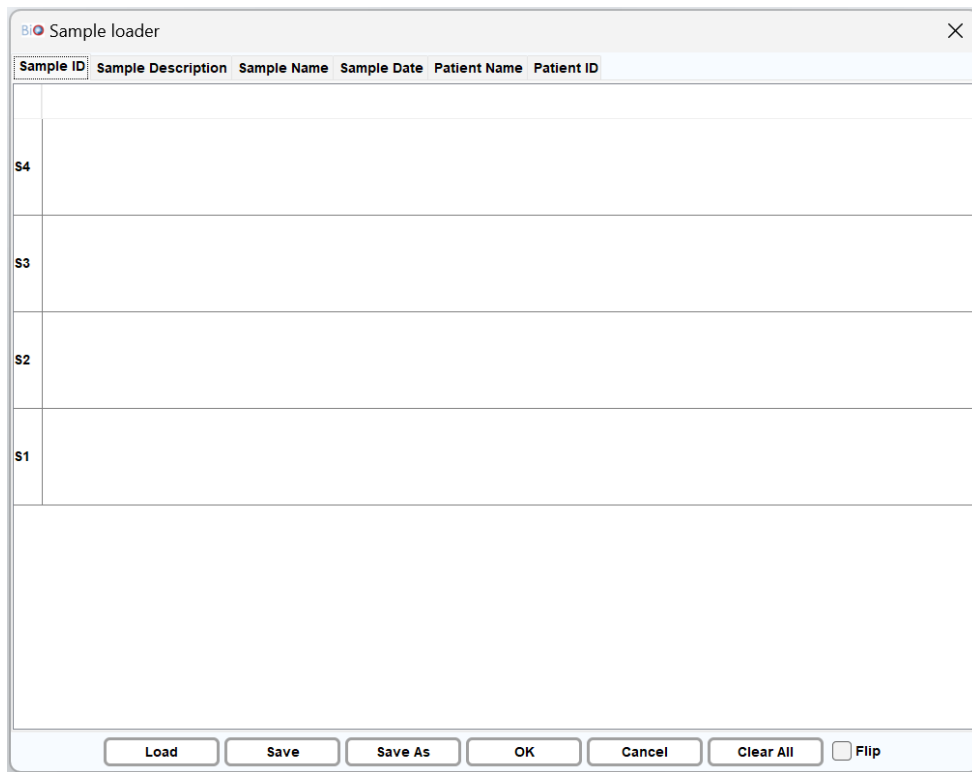 BiO Sample loader
Sample ID Sample Description Sample Name Sample Date Patient Name Patient ID
S4
S3
S2
S1
Load Save Save As OK Cancel Clear All Flip